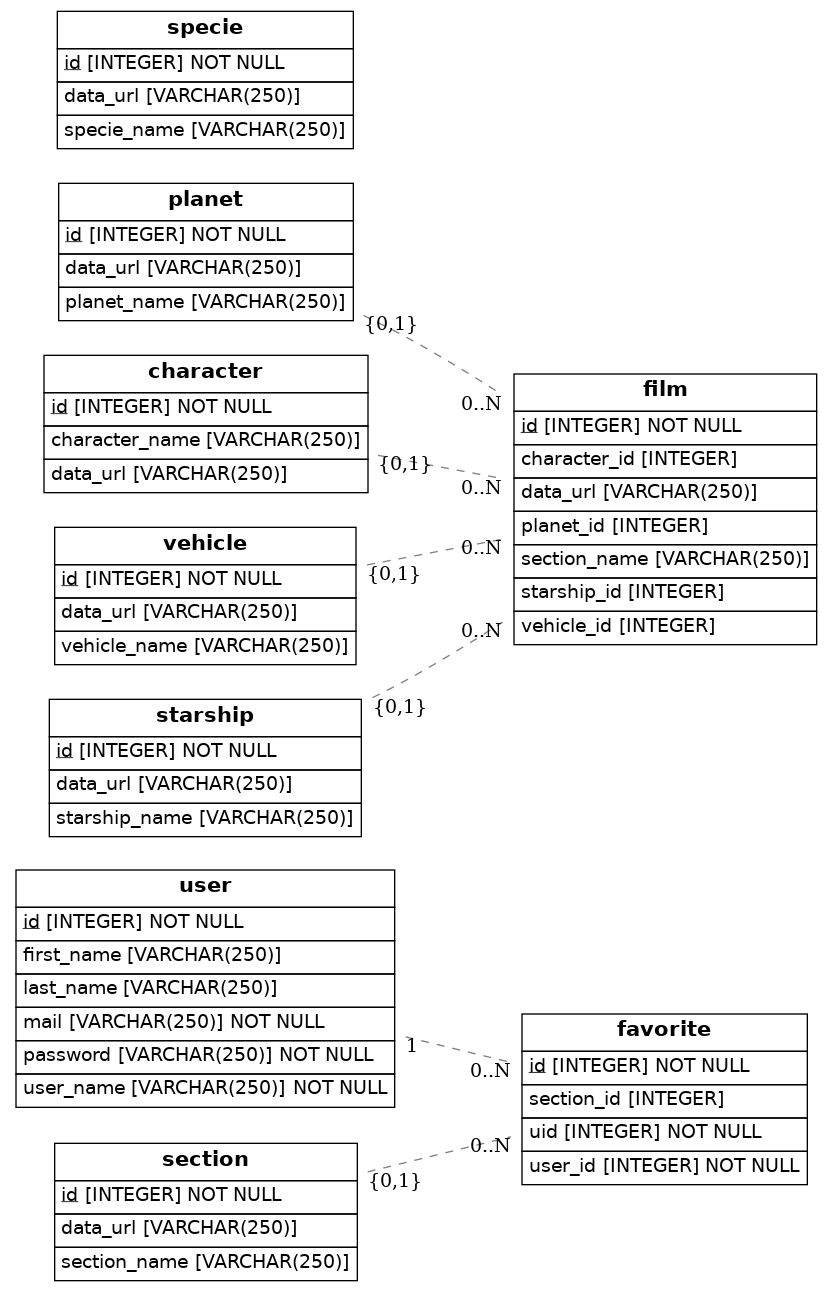 specie
id [INTEGER] NOT NULL
data_url [VARCHAR(250)]
specie_name [VARCHAR(250)]
planet
id [INTEGER] NOT NULL
data_url [VARCHAR(250)]
planet_name [VARCHAR(250)]
{0,1}
0..N
character
id [INTEGER] NOT NULL
character_name [VARCHAR(250)]
data_url [VARCHAR(250)]
{0,1}
0..N
vehicle
id [INTEGER] NOT NULL
data_url [VARCHAR(250)]
vehicle_name [VARCHAR(250)]
{0,1}
0..N
starship
id [INTEGER] NOT NULL
data_url [VARCHAR(250)]
starship_name [VARCHAR(250)]
{0,1}
0..N
film
id [INTEGER] NOT NULL
character_id [INTEGER]
data_url [VARCHAR(250)]
planet_id [INTEGER]
section_name [VARCHAR(250)]
starship_id [INTEGER]
vehicle_id [INTEGER]
user
id [INTEGER] NOT NULL
first_name [VARCHAR(250)]
last_name [VARCHAR(250)]
mail [VARCHAR(250)] NOT NULL
password [VARCHAR(250)] NOT NULL
user_name [VARCHAR(250)] NOT NULL
1
0..N
section
id [INTEGER] NOT NULL
data_url [VARCHAR(250)]
section_name [VARCHAR(250)]
{0,1}
0..N
favorite
id [INTEGER] NOT NULL
section_id [INTEGER]
uid [INTEGER] NOT NULL
user_id [INTEGER] NOT NULL